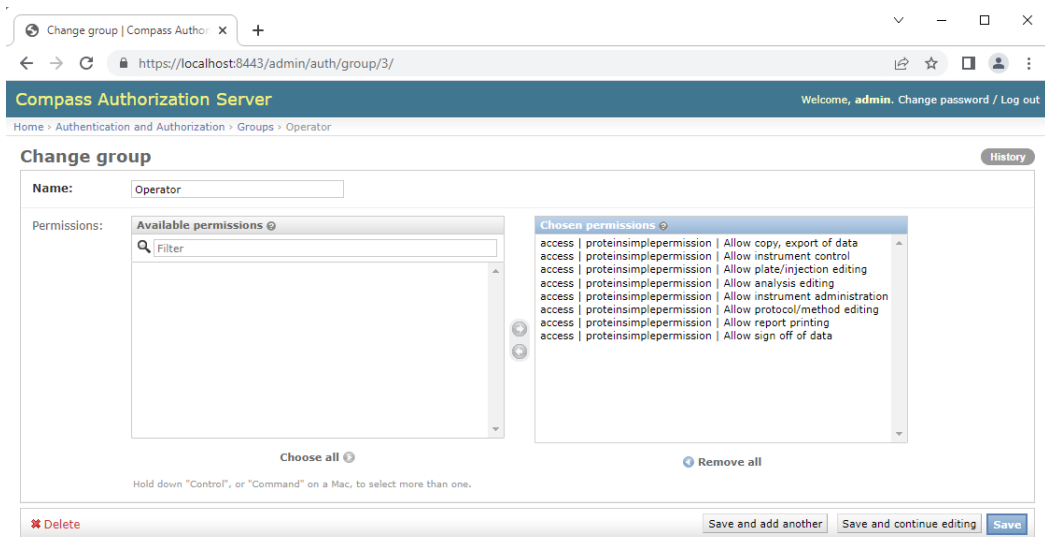 Change group | Compass Author
https://localhost:8443/admin/auth/group/3/
Compass Authorization Server
Welcome, admin. Change password / Log out
Home › Authentication and Authorization › Groups › Operator
Change group
History
Name:
Operator
Permissions:
Available permissions
Filter
Choose all
Hold down "Control", or "Command" on a Mac, to select more than one.
Chosen permissions
access | proteinsimplepermission | Allow copy, export of data
access | proteinsimplepermission | Allow instrument control
access | proteinsimplepermission | Allow plate/injection editing
access | proteinsimplepermission | Allow analysis editing
access | proteinsimplepermission | Allow instrument administration
access | proteinsimplepermission | Allow protocol/method editing
access | proteinsimplepermission | Allow report printing
access | proteinsimplepermission | Allow sign off of data
Remove all
Delete
Save and add another
Save and continue editing
Save